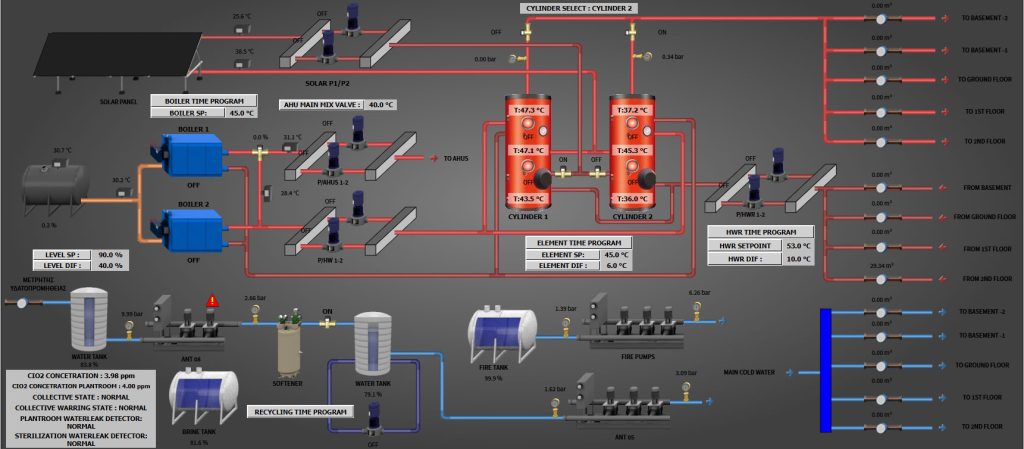 CYLINDER SELECT : CYLINDER 2
0.00 m³
TO BASEMENT -2
25.6 °C
OFF
OFF
ON
38.5 °C
OFF
0.00 bar
0.34 bar
0.00 m³
TO BASEMENT -1
SOLAR PANEL
SOLAR P1/P2
0.00 m³
TO GROUND FLOOR
BOILER TIME PROGRAM
BOILER SP: 45.0 °C
AHU MAIN MIX VALVE : 40.0 °C
T:47.3 °C
T:37.2 °C
0.00 m³
TO 1ST FLOOR
BOILER 1
0.0 %
31.1 °C
OFF
OFF
OFF
OFF
0.00 m³
TO 2ND FLOOR
30.7 °C
T:47.1 °C
T:45.3 °C
OFF
TO AHUS
ON
OFF
OFF
OFF
30.2 °C
OFF
P/AHUS 1-2
28.4 °C
T:43.5 °C
T:36.0 °C
OFF
OFF
P/HWR 1-2
0.00 m³
FROM BASEMENT
0.2 %
BOILER 2
OFF
OFF
P/HW 1-2
CYLINDER 1
CYLINDER 2
0.00 m³
FROM GROUND FLOOR
OFF
ELEMENT TIME PROGRAM
ELEMENT SP: 45.0 °C
ELEMENT DIF : 6.0 °C
HWR TIME PROGRAM
HWR SETPOINT 53.0 °C
HWR DIF : 10.0 °C
0.00 m³
FROM 1ST FLOOR
LEVEL SP : 90.0 %
LEVEL DIF : 40.0 %
29.34 m³
FROM 2ND FLOOR
ΜΕΤΡΗΤΗΣ
ΥΔΑΤΟΠΡΟΜΗΘΕΙΑΣ
9.99 bar
2.66 bar
ON
1.39 bar
6.26 bar
0.00 m³
TO BASEMENT -2
0.00 m³
TO BASEMENT -1
WATER TANK
83.8 %
ANT 08
SOFTENER
WATER TANK
79.1 %
FIRE TANK
99.9 %
FIRE PUMPS
MAIN COLD WATER
0.00 m³
TO GROUND FLOOR
ClO2 CONCETRATION : 3.98 ppm
ClO2 CONCETRATION PLANTROOM : 4.00 ppm
COLLECTIVE STATE : NORMAL
COLLECTIVE WARRING STATE : NORMAL
PLANTROOM WATERLEAK DETECTOR:
NORMAL
STERILIZATION WATERLEAK DETECTOR :
NORMAL
BRINE TANK
81.6 %
RECYCLING TIME PROGRAM
OFF
1.62 bar
3.09 bar
ANT 05
0.00 m³
TO 1ST FLOOR
0.00 m³
TO 2ND FLOOR